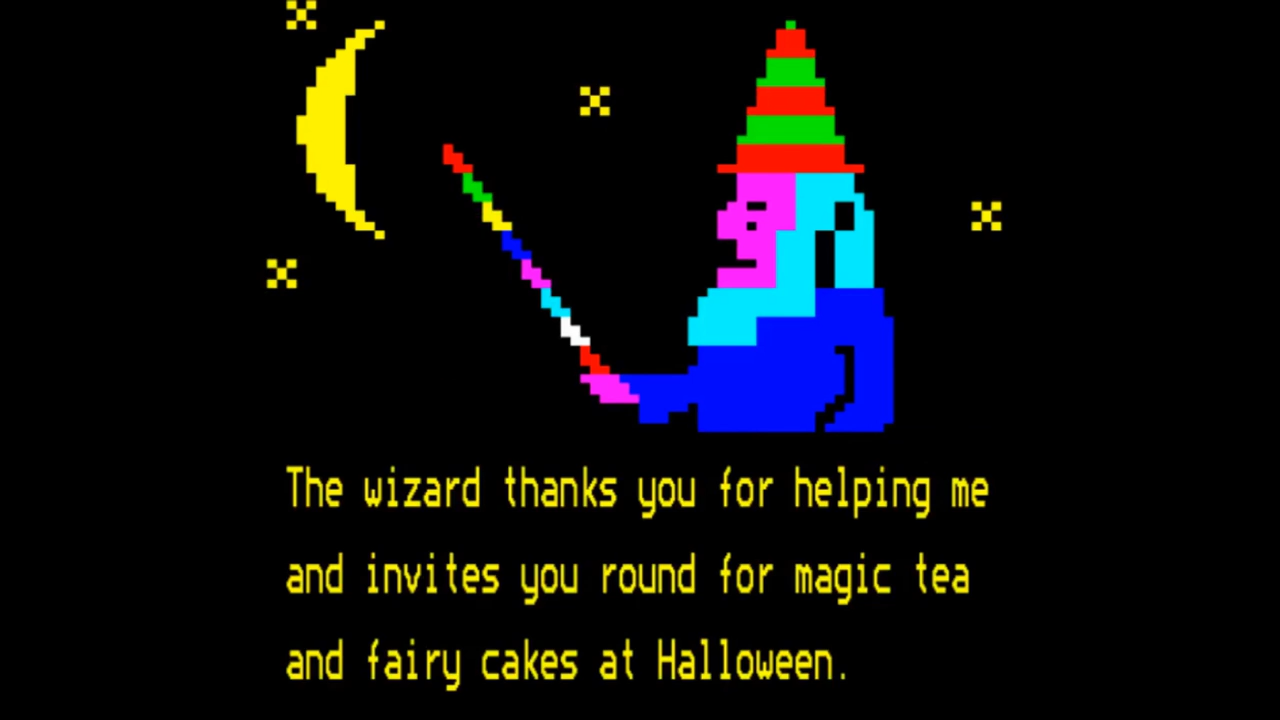 The wizard thanks you for helping me
and invites you round for magic tea
and fairy cakes at Halloween.